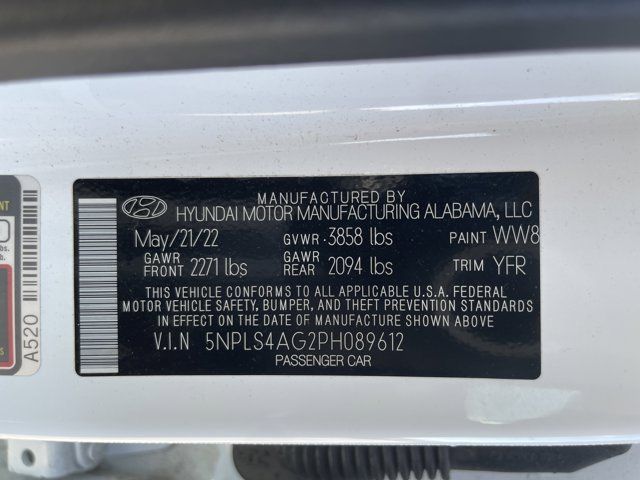 MANUFACTURED BY
HYUNDAI MOTOR MANUFACTURING ALABAMA, LLC
May/21/22 GVWR 3858 lbs PAINT WW8
GAWR FRONT 2271 lbs GAWR REAR 2094 lbs TRIM YFR
THIS VEHICLE CONFORMS TO ALL APPLICABLE U.S.A. FEDERAL
MOTOR VEHICLE SAFETY, BUMPER, AND THEFT PREVENTION STANDARDS
IN EFFECT ON THE DATE OF MANUFACTURE SHOWN ABOVE
V.I.N 5NPLS4AG2PH089612
PASSENGER CAR
A520